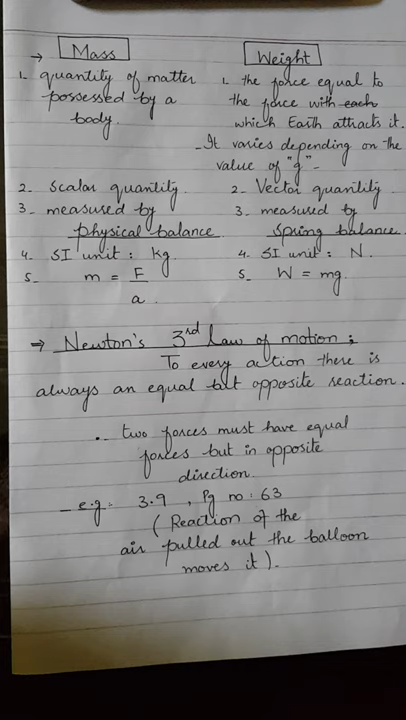 → Mass
1. quantity of matter
possessed by a
body.
2. Scalar quantity.
3. measured by
physical balance
4. SI unit : kg
5. m = F
a.
Weight
1. the force equal to
the force with each
which Earth attracts it.
- It varies depending on the
value of "g".
2. Vector quantity.
3. measured by
Spring balance.
4. SI unit : N.
5. W = mg.
⇒ Newton's 3rd Law of motion :
To every action there is
always an equal but opposite reaction.
∴ two forces must have equal
forces but in opposite
direction.
- e.g. 3.9 , Pg no : 63
( Reaction of the
air pulled out the balloon
moves it ).